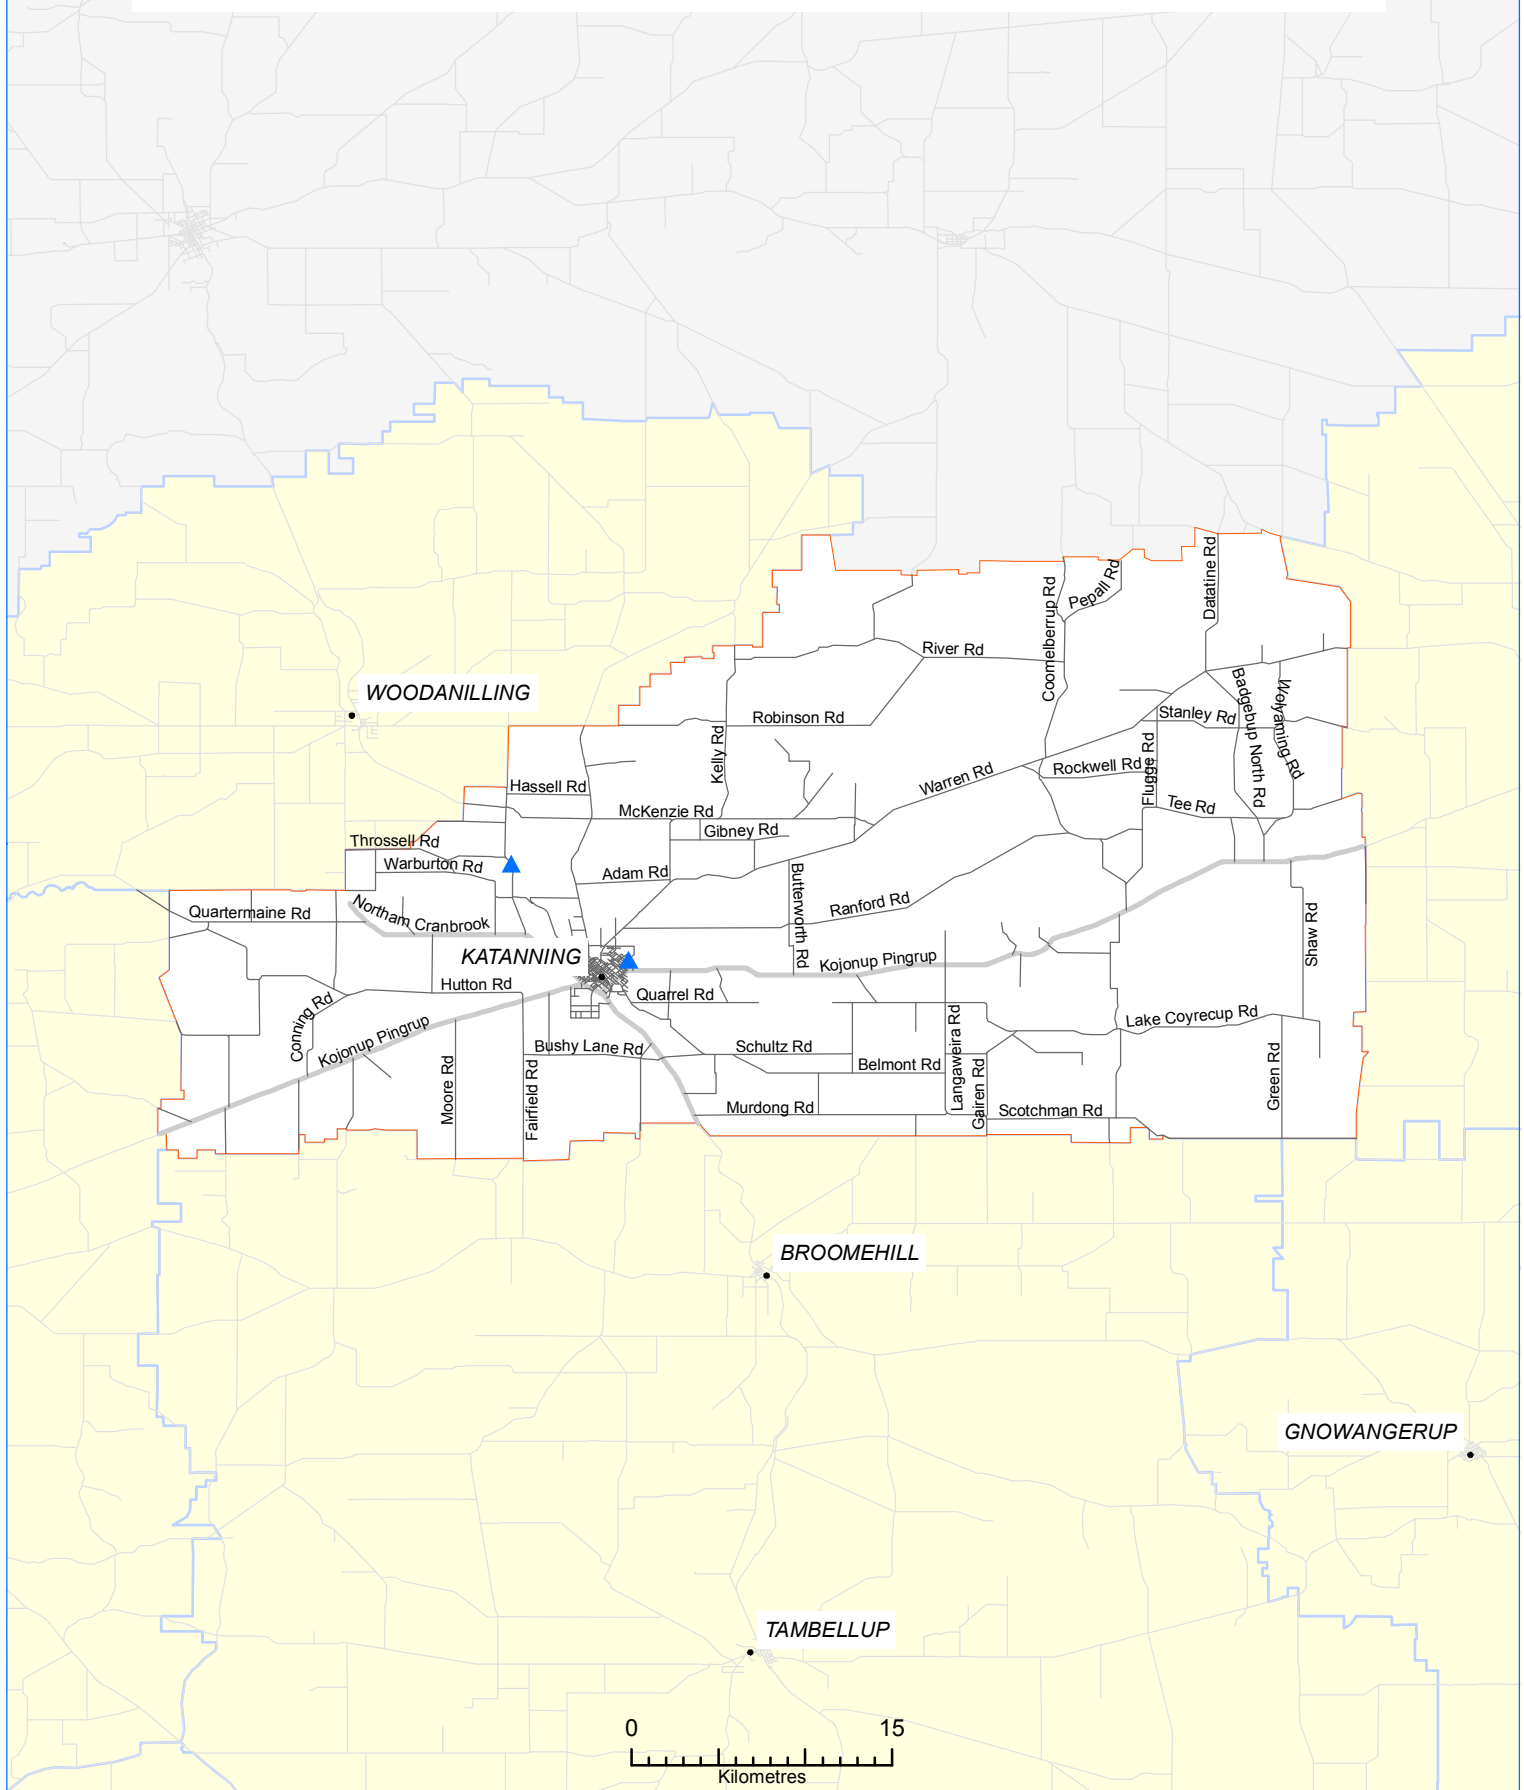 Datatine Rd
Pepall Rd
Coomelberrup Rd
River Rd
WOODANILLING
Badgebup North Rd
Wolyaming Rd
Robinson Rd
Stanley Rd
Kelly Rd
Flugge Rd
Warren Rd
Rockwell Rd
Hassell Rd
McKenzie Rd
Tee Rd
Gibney Rd
Throssell Rd
Warburton Rd
Adam Rd
Butterworth Rd
Ranford Rd
Quartermaine Rd
Northam Cranbrook
Shaw Rd
KATANNING
Kojonup Pingrup
Hutton Rd
Quarrel Rd
Conning Rd
Kojonup Pingrup
Langaweira Rd
Lake Coyrecup Rd
Bushy Lane Rd
Schultz Rd
Belmont Rd
Moore Rd
Fairfield Rd
Gairen Rd
Green Rd
Murdong Rd
Scotchman Rd
BROOMEHILL
GNOWANGERUP
TAMBELLUP
0 15
Kilometres